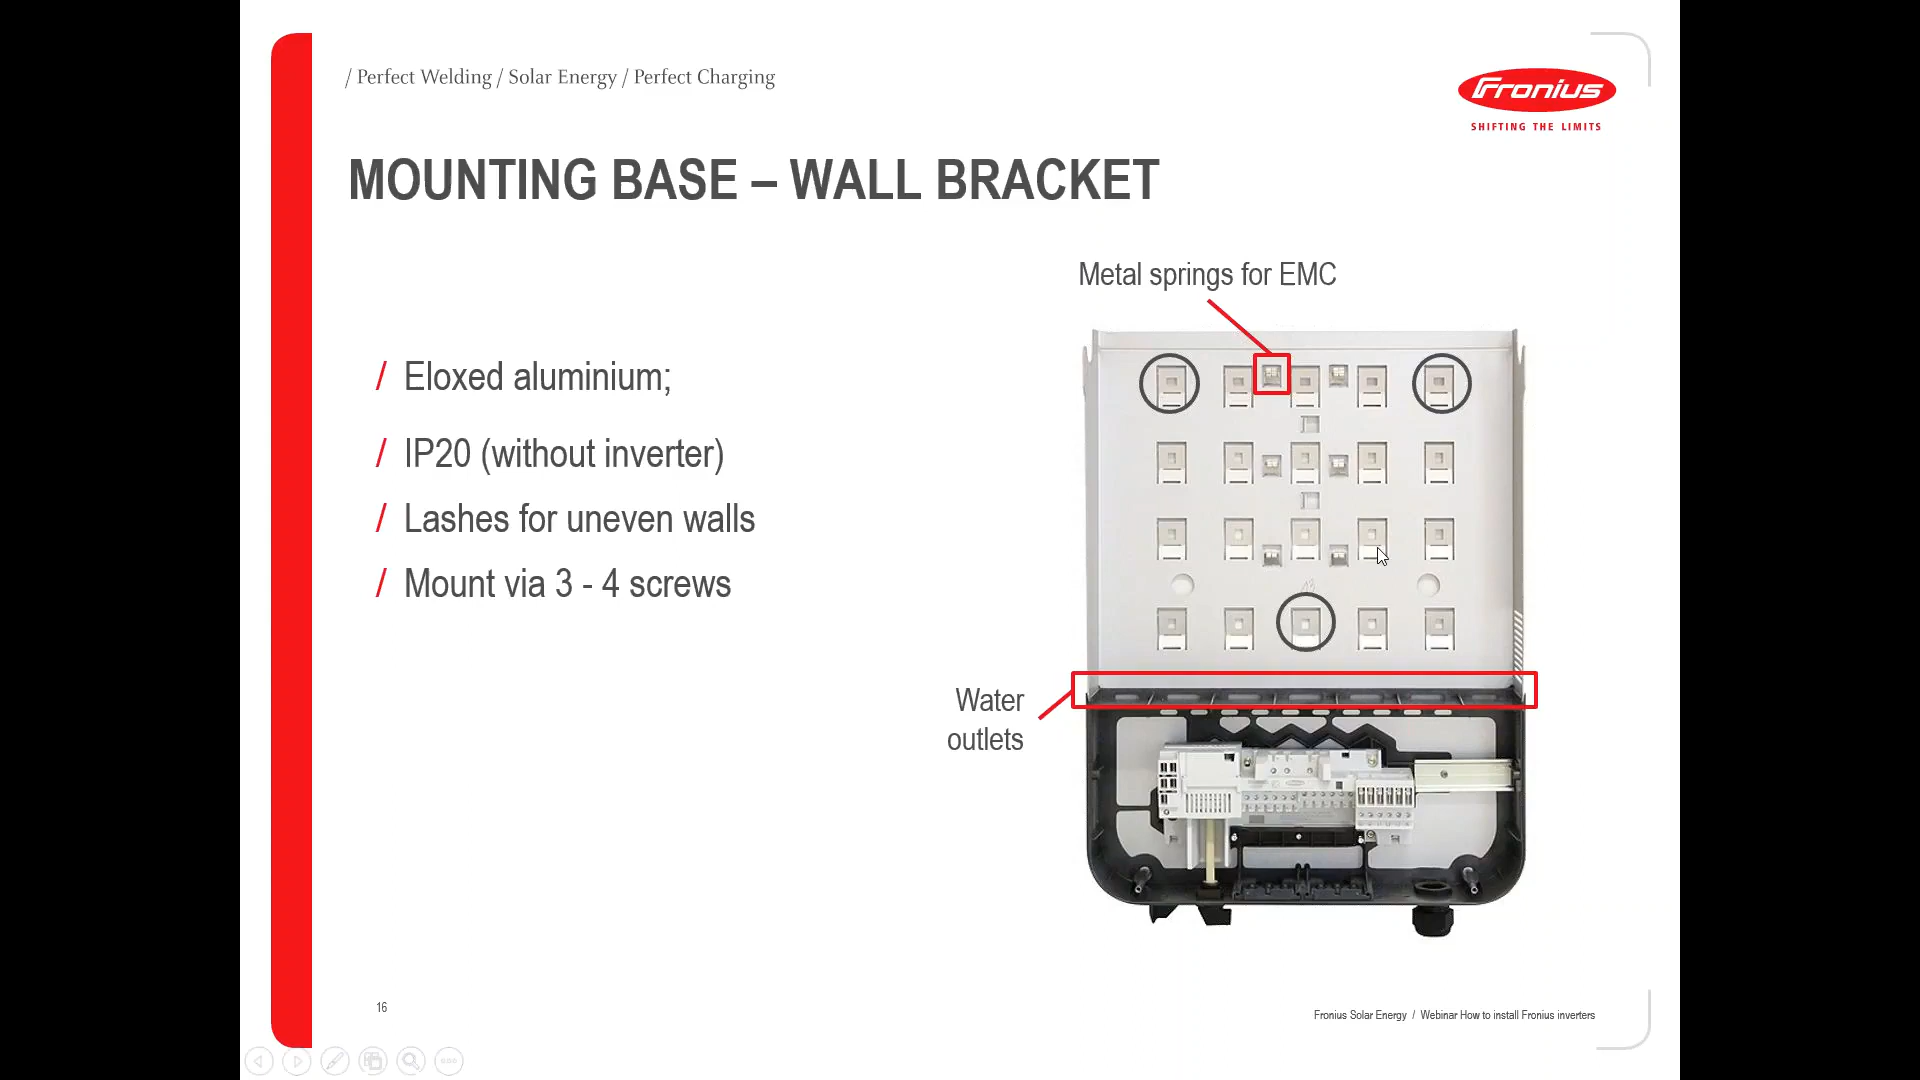 / Perfect Welding / Solar Energy / Perfect Charging
Fronius
SHIFTING THE LIMITS
MOUNTING BASE – WALL BRACKET
Metal springs for EMC
/ Eloxed aluminium;
/ IP20 (without inverter)
/ Lashes for uneven walls
/ Mount via 3 - 4 screws
Water
outlets
16
Fronius Solar Energy / Webinar How to install Fronius inverters